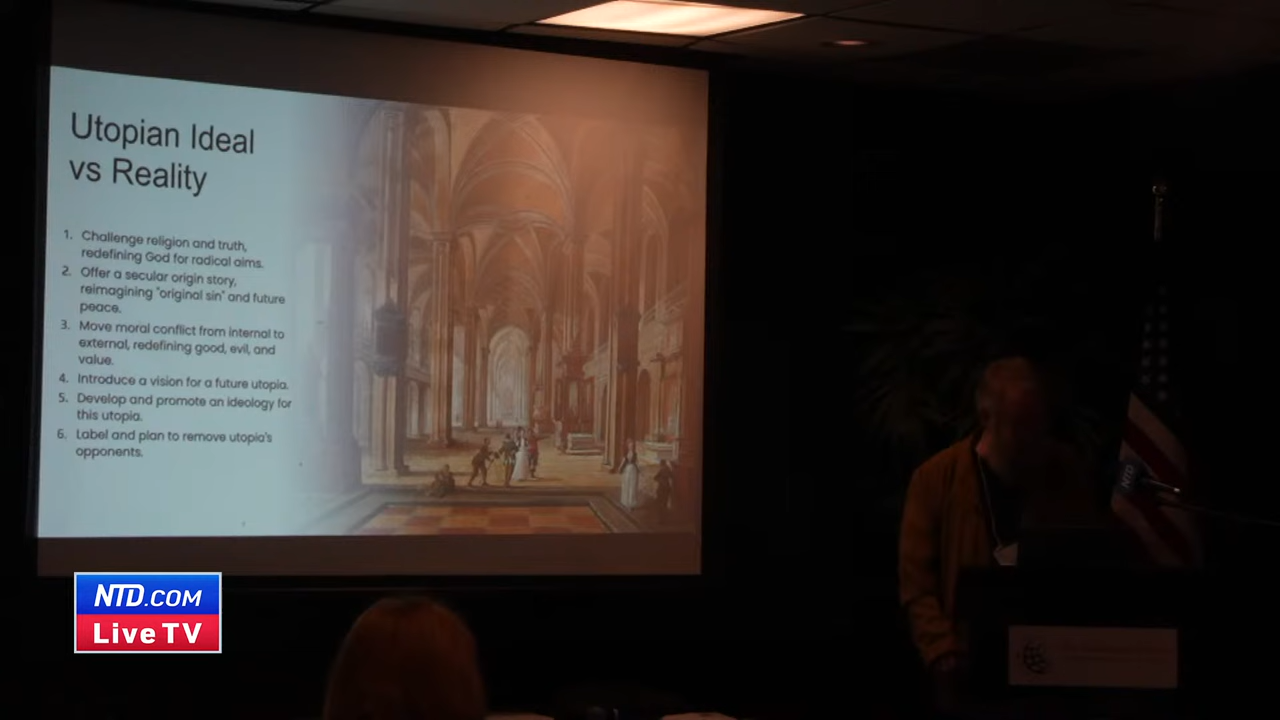 Utopian Ideal
vs Reality
1. Challenge religion and truth,
redefining God for radical aims.
2. Offer a secular origin story,
reimagining "original sin" and future
peace.
3. Move moral conflict from internal to
external, redefining good, evil, and
value.
4. Introduce a vision for a future utopia.
5. Develop and promote an ideology for
this utopia.
6. Label and plan to remove utopia's
opponents.
NTD
NTD.COM
Live TV